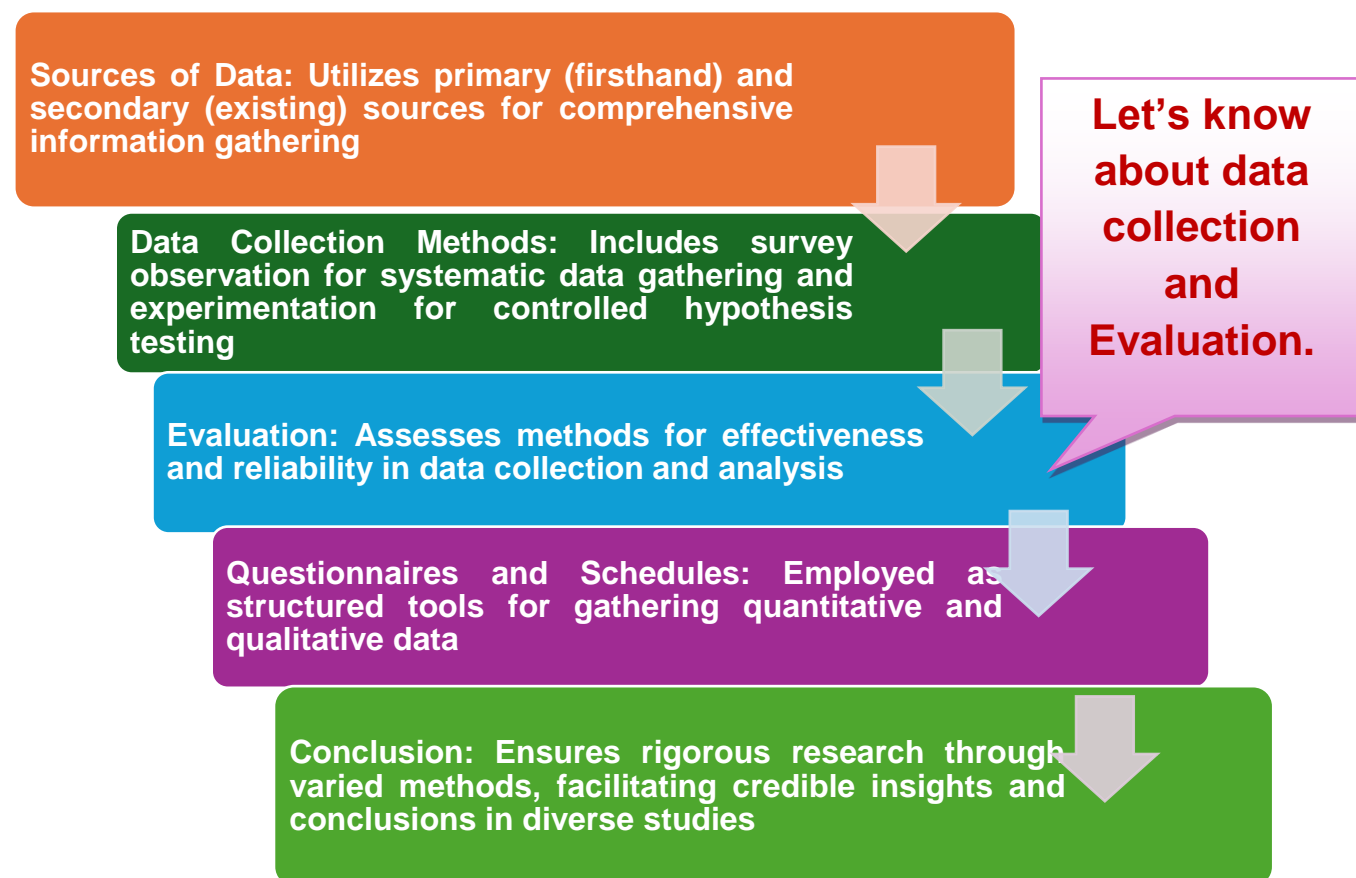 Sources of Data: Utilizes primary (firsthand) and
secondary (existing) sources for comprehensive
information gathering
Let’s know
about data
collection
and
Evaluation.
Data Collection Methods: Includes survey
observation for systematic data gathering and
experimentation for controlled hypothesis
testing
Evaluation: Assesses methods for effectiveness
and reliability in data collection and analysis
Questionnaires and Schedules: Employed as
structured tools for gathering quantitative and
qualitative data
Conclusion: Ensures rigorous research through
varied methods, facilitating credible insights and
conclusions in diverse studies